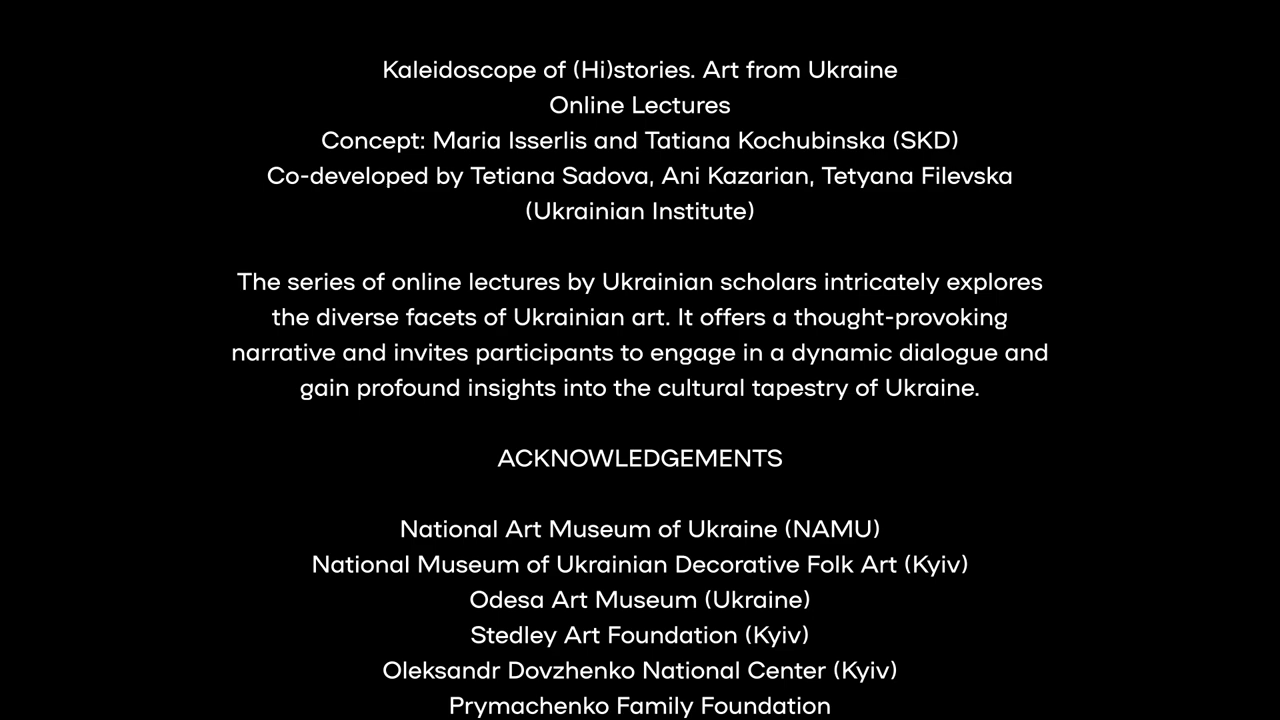 Kaleidoscope of (Hi)stories. Art from Ukraine
Online Lectures
Concept: Maria Isserlis and Tatiana Kochubinska (SKD)
Co-developed by Tetiana Sadova, Ani Kazarian, Tetyana Filevska
(Ukrainian Institute)
The series of online lectures by Ukrainian scholars intricately explores
the diverse facets of Ukrainian art. It offers a thought-provoking
narrative and invites participants to engage in a dynamic dialogue and
gain profound insights into the cultural tapestry of Ukraine.
ACKNOWLEDGEMENTS
National Art Museum of Ukraine (NAMU)
National Museum of Ukrainian Decorative Folk Art (Kyiv)
Odesa Art Museum (Ukraine)
Stedley Art Foundation (Kyiv)
Oleksandr Dovzhenko National Center (Kyiv)
Prymachenko Family Foundation